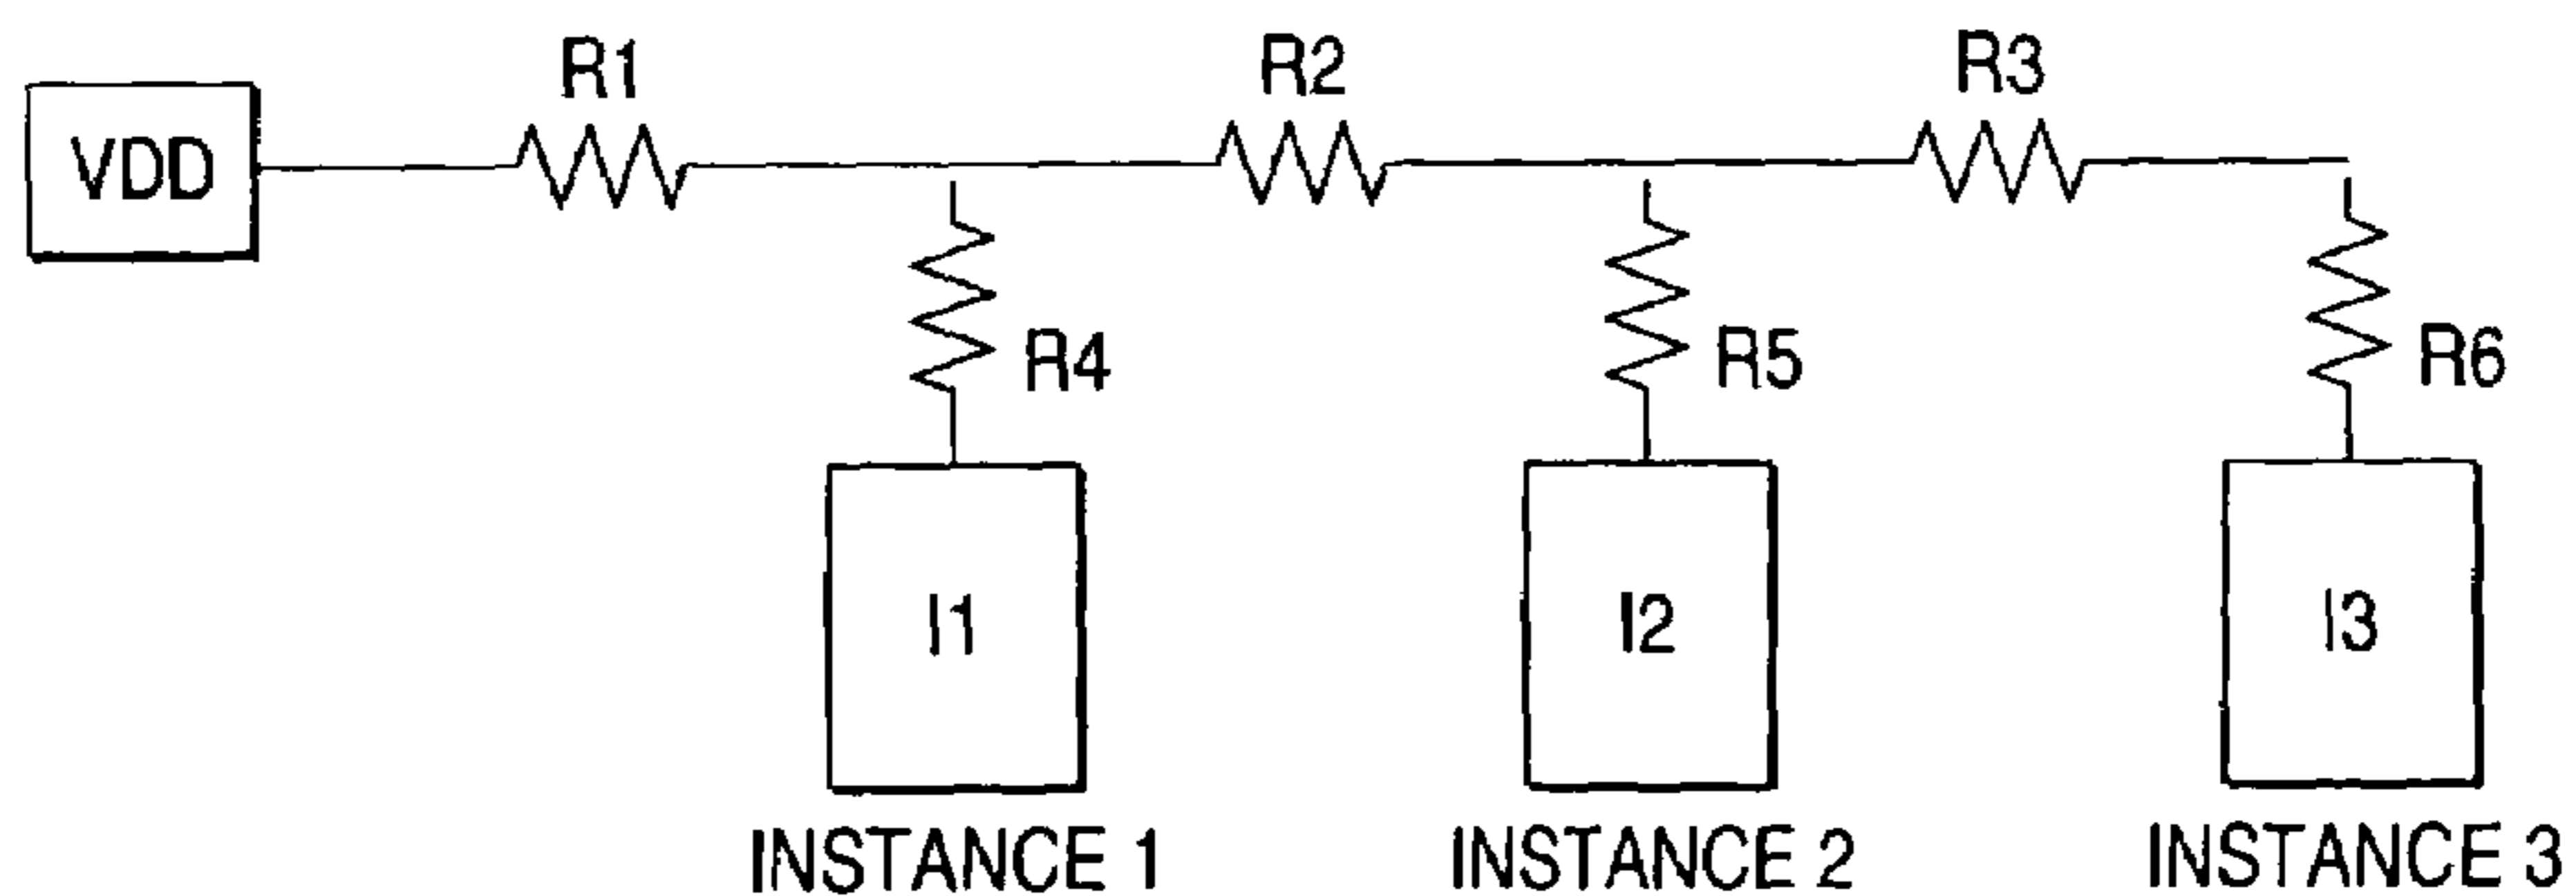 R1
R2
R3
VDD
R4
R5
R6
I1
I2
I3
INSTANCE 1
INSTANCE 2
INSTANCE 3